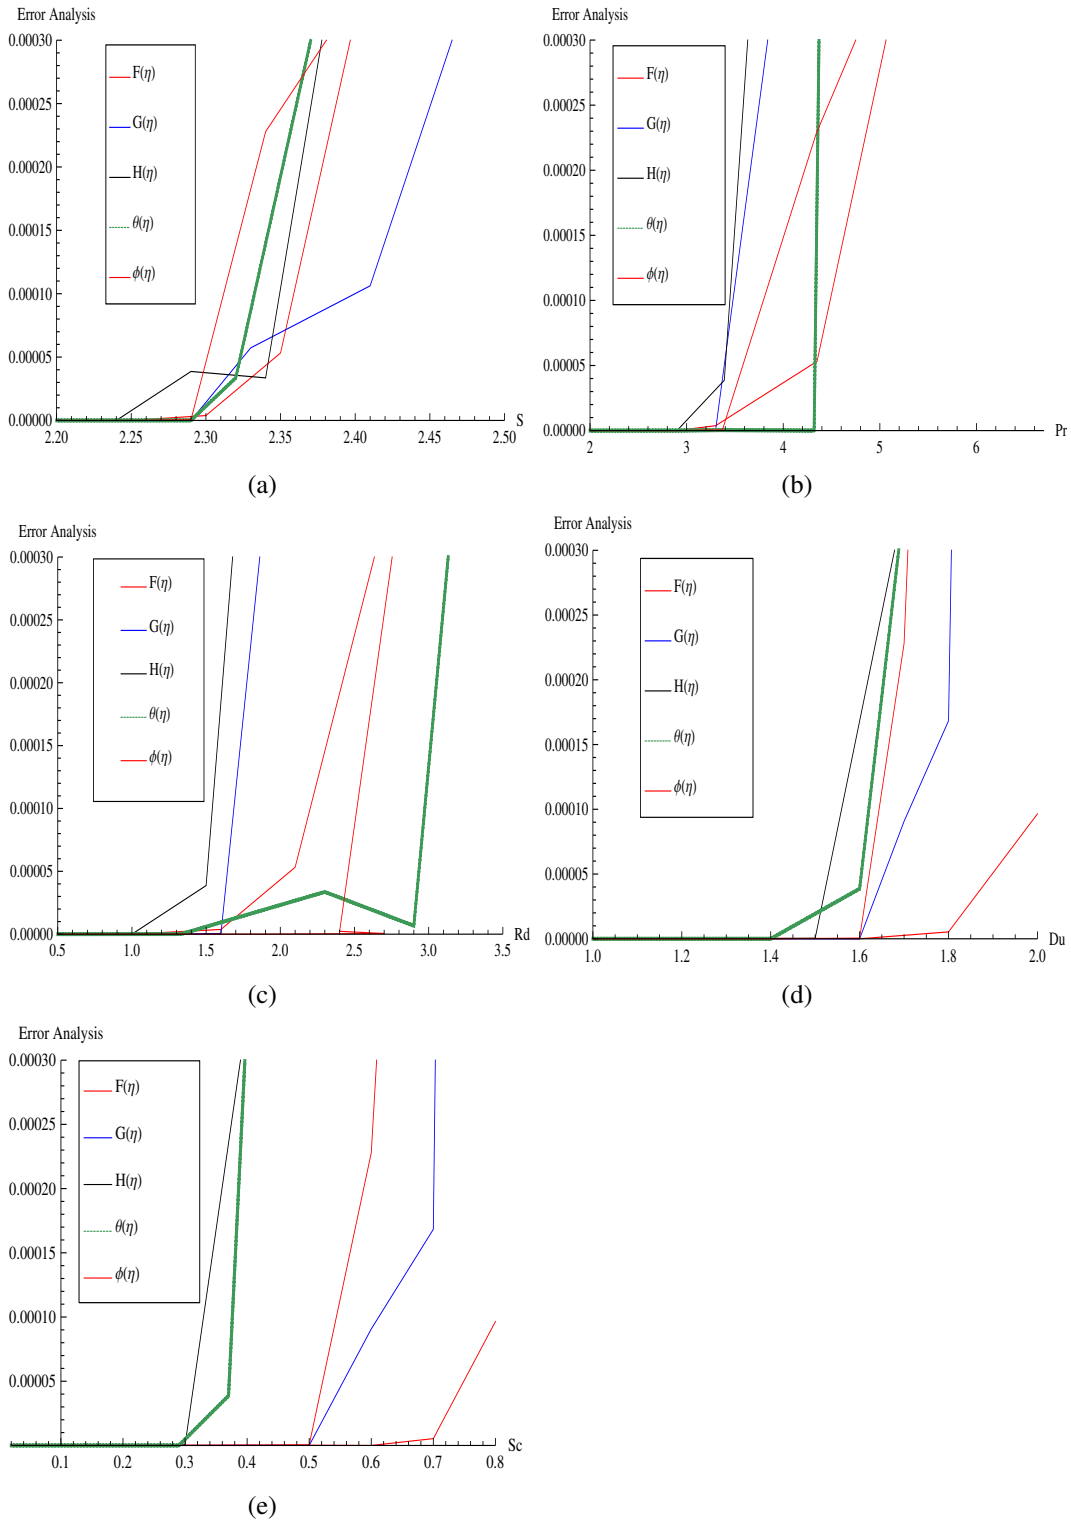 Error Analysis
0.00030
0.00025
0.00020
0.00015
0.00010
0.00005
0.00000
F(η)
G(η)
H(η)
θ(η)
ϕ(η)
2.20 2.25 2.30 2.35 2.40 2.45 2.50
S
(a)
Error Analysis
0.00030
0.00025
0.00020
0.00015
0.00010
0.00005
0.00000
F(η)
G(η)
H(η)
θ(η)
ϕ(η)
2 3 4 5 6
Pr
(b)
Error Analysis
0.00030
0.00025
0.00020
0.00015
0.00010
0.00005
0.00000
F(η)
G(η)
H(η)
θ(η)
ϕ(η)
0.5 1.0 1.5 2.0 2.5 3.0 3.5
Rd
(c)
Error Analysis
0.00030
0.00025
0.00020
0.00015
0.00010
0.00005
0.00000
F(η)
G(η)
H(η)
θ(η)
ϕ(η)
1.0 1.2 1.4 1.6 1.8 2.0
Du
(d)
Error Analysis
0.00030
0.00025
0.00020
0.00015
0.00010
0.00005
F(η)
G(η)
H(η)
θ(η)
ϕ(η)
0.1 0.2 0.3 0.4 0.5 0.6 0.7 0.8
Sc
(e)